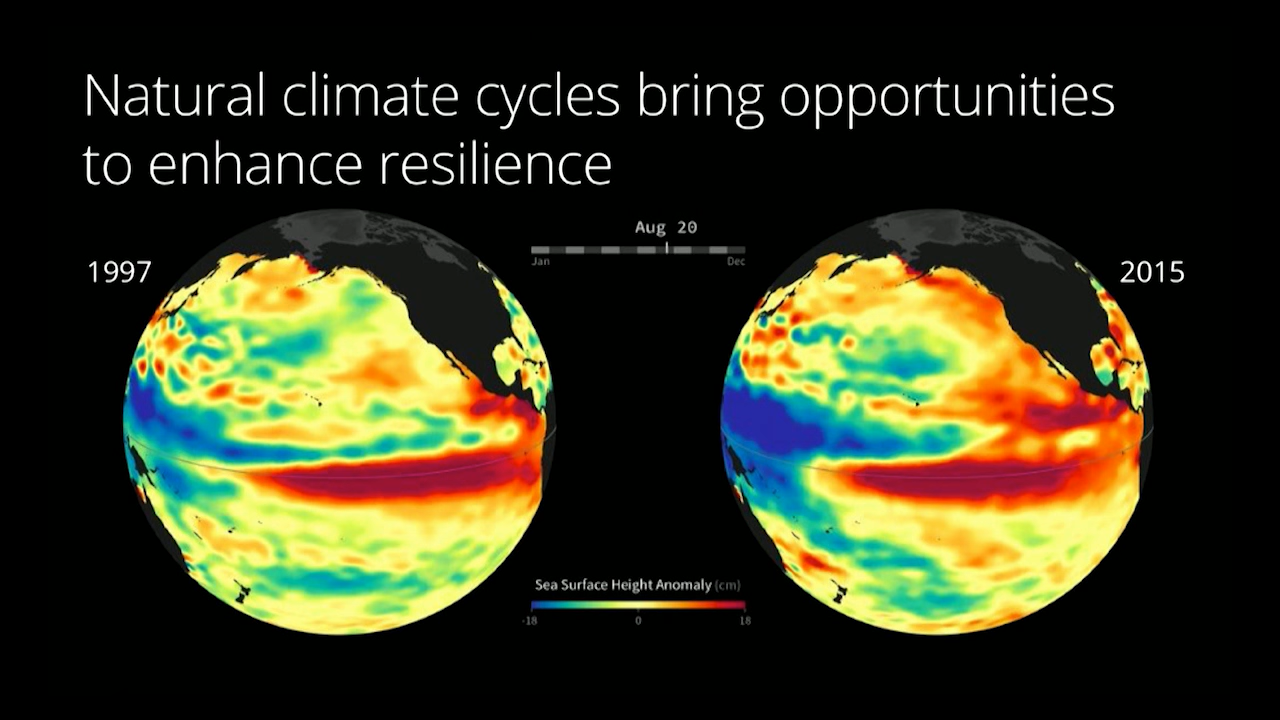 Natural climate cycles bring opportunities
to enhance resilience
1997
Aug 20
Jan
Dec
2015
Sea Surface Height Anomaly (cm)
-18
0
18